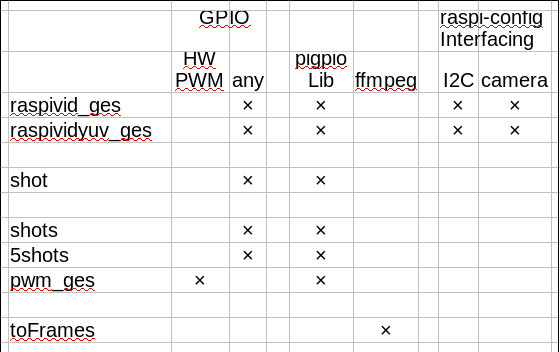 GPIO raspi-config
Interfacing
HW pigpio
PWM any Lib ffmpeg I2C camera
raspivid_ges × × × ×
raspividyuv_ges × × × ×
shot × ×
shots × ×
5shots × ×
pwm_ges × ×
toFrames ×